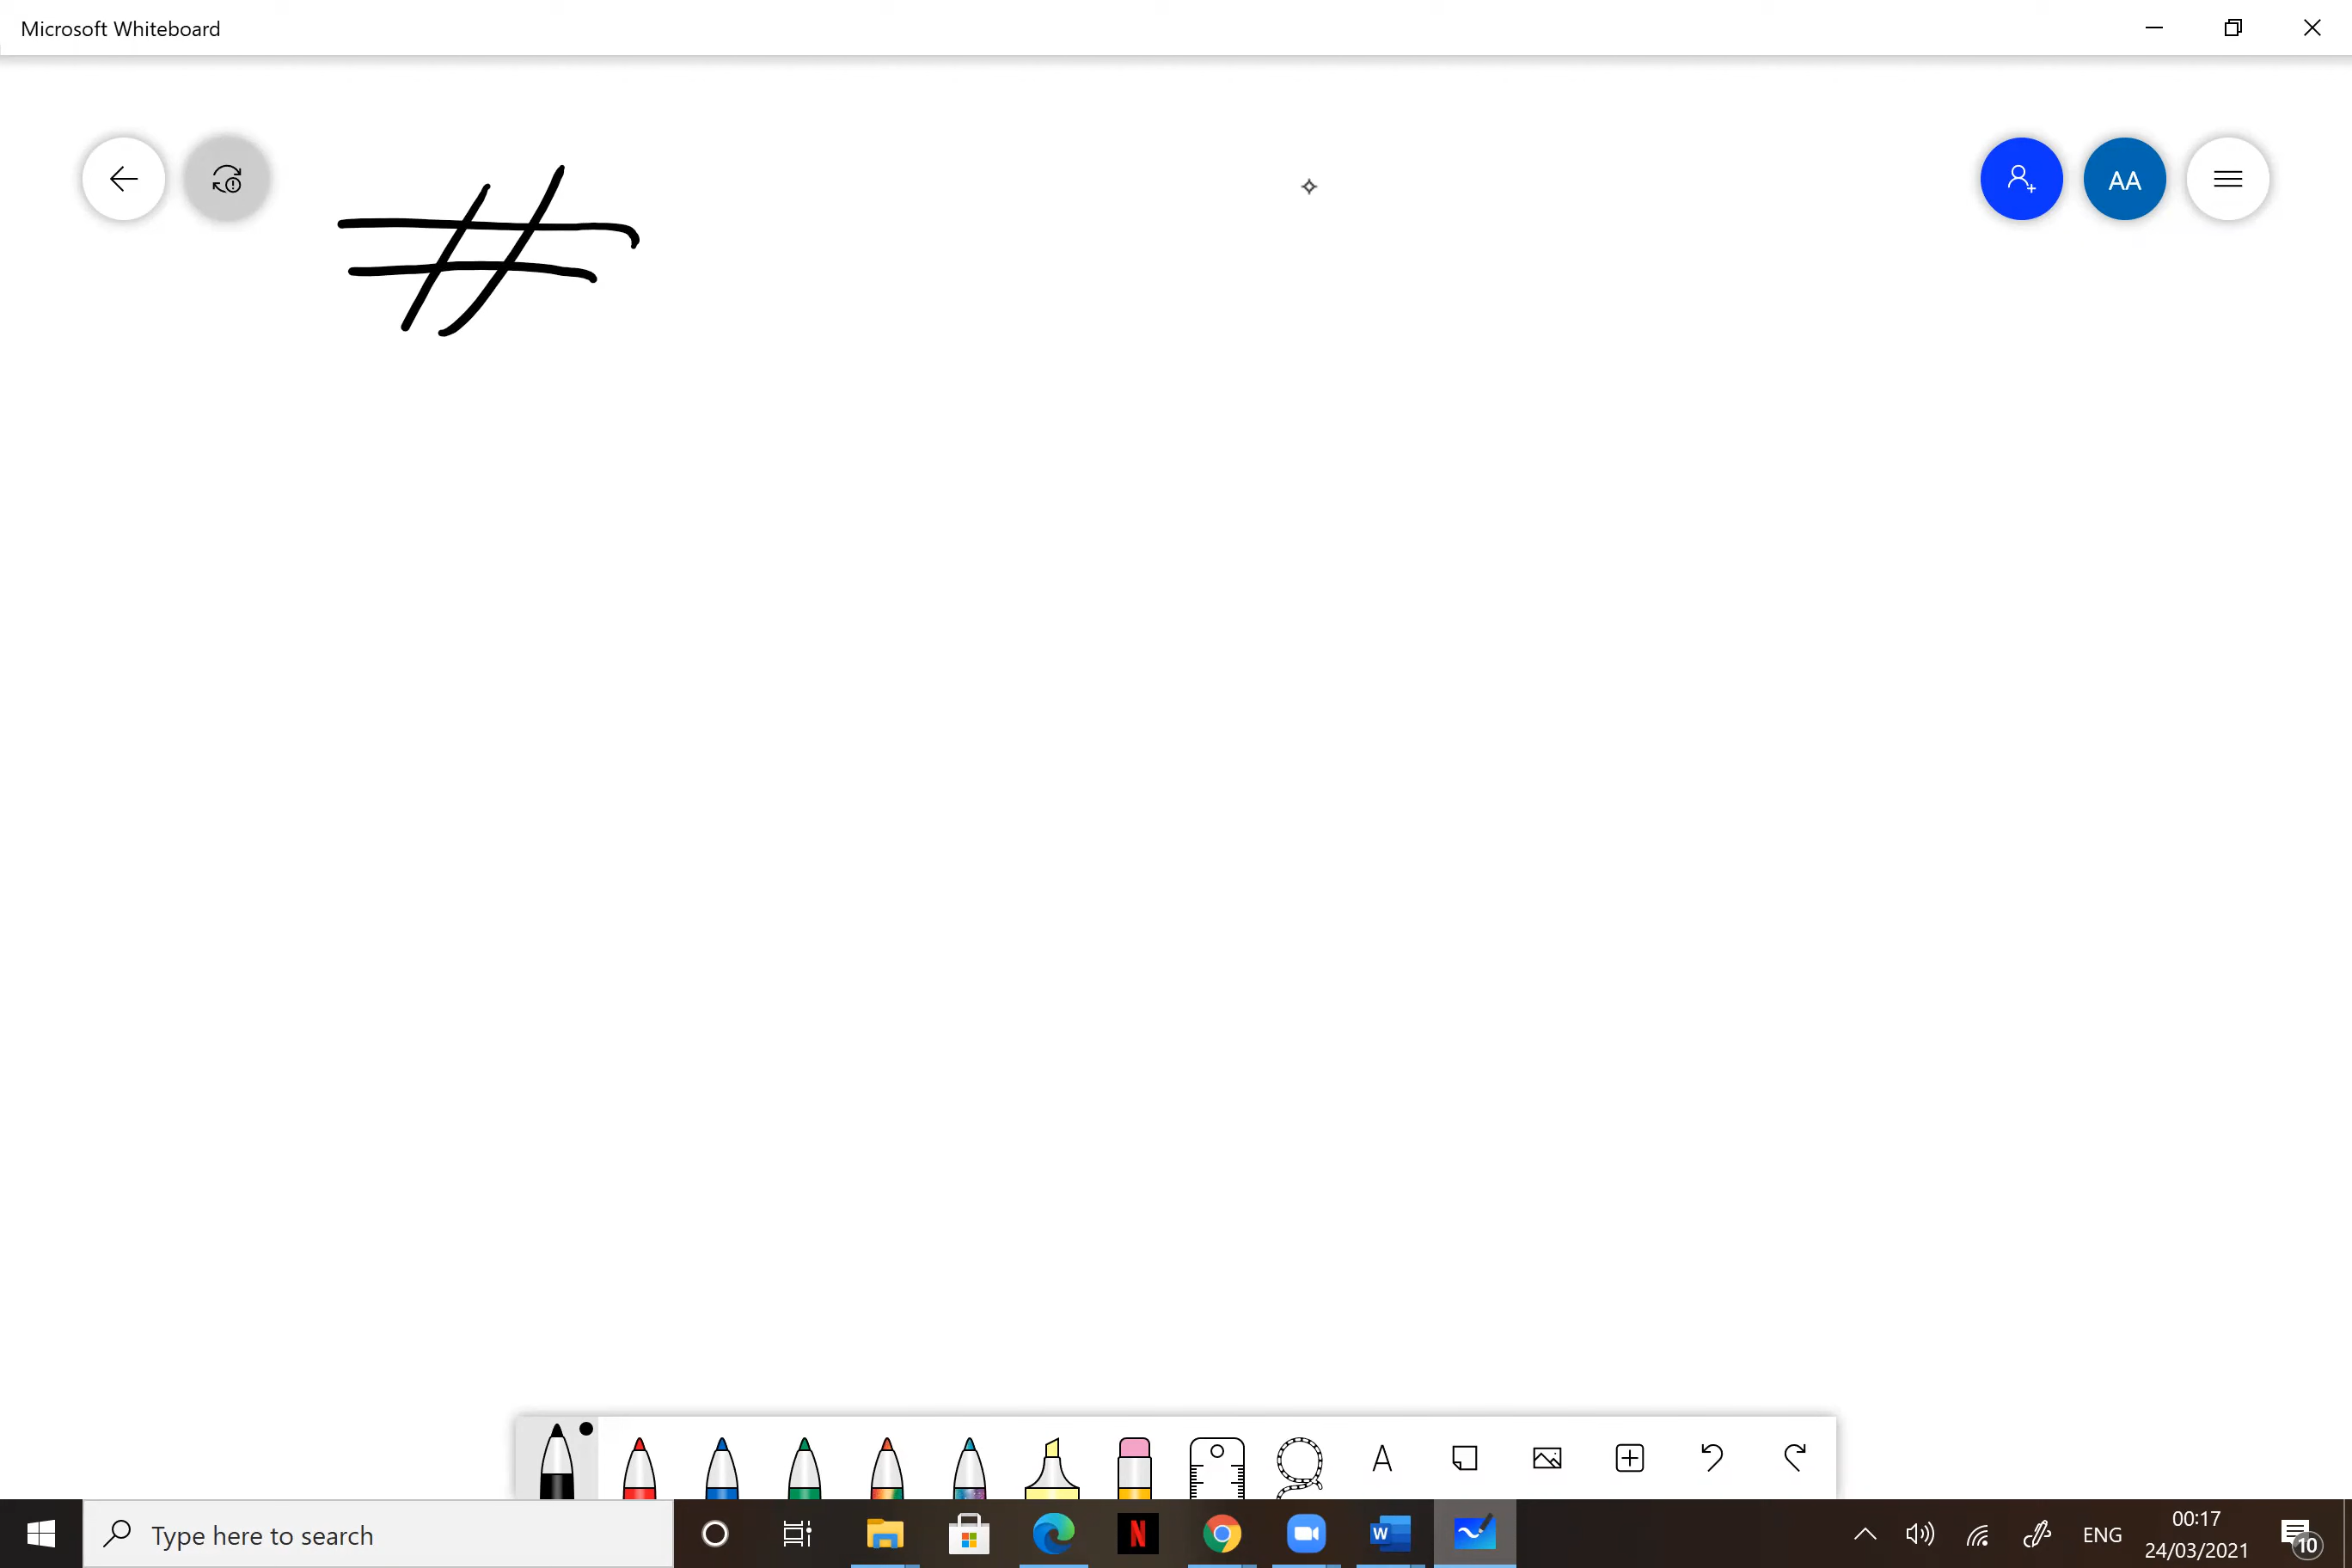 Microsoft Whiteboard
AA
#
A
Type here to search
N
W
ENG
00:17
24/03/2021
10